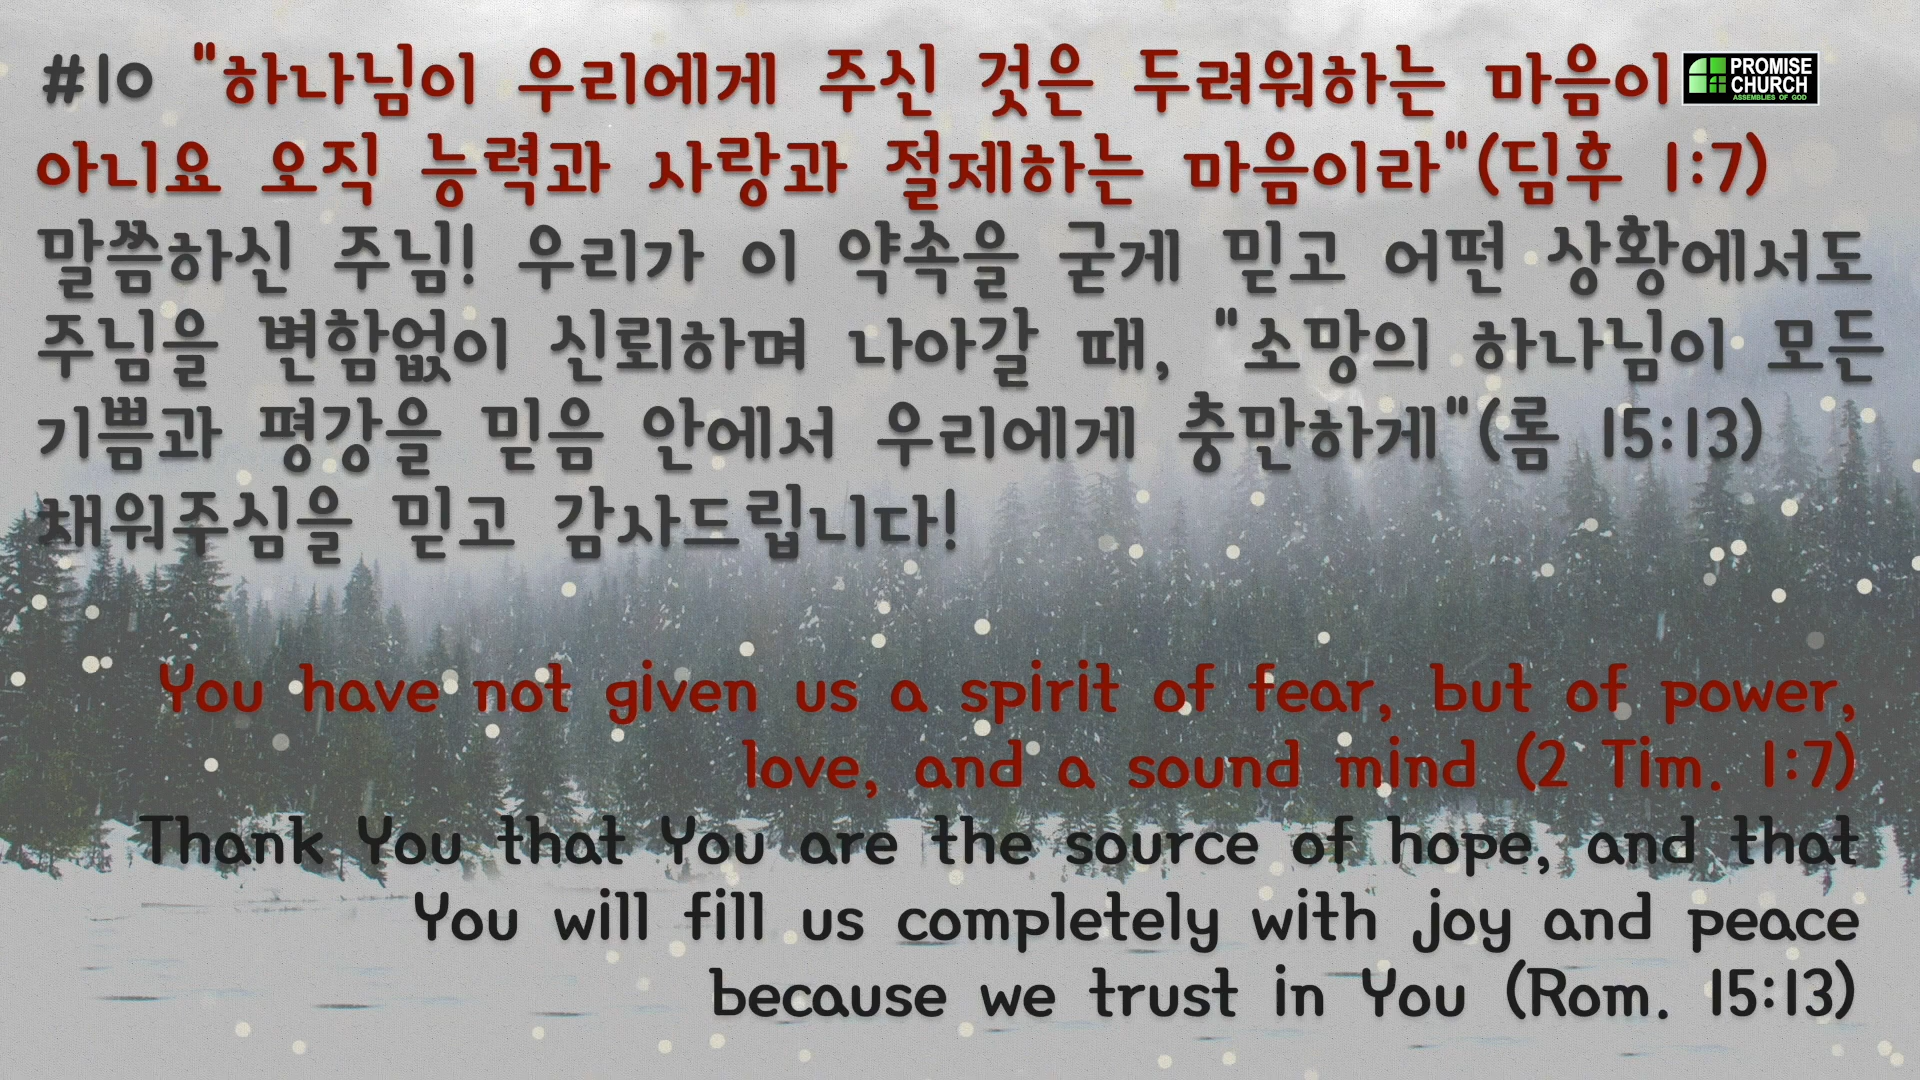 #10 "하나님이 우리에게 주신 것은 두려워하는 마음이
PROMISE
CHURCH
ASSEMBLIES OF GOD
아니요 오직 능력과 사랑과 절제하는 마음이라"(딤후 1:7)
말씀하신 주님! 우리가 이 약속을 굳게 믿고 어떤 상황에서도
주님을 변함없이 신뢰하며 나아갈 때, "소망의 하나님이 모든
기쁨과 평강을 믿음 안에서 우리에게 충만하게"(롬 15:13)
채워주심을 믿고 감사드립니다!
You have not given us a spirit of fear, but of power,
love, and a sound mind (2 Tim. 1:7)
Thank You that You are the source of hope, and that
You will fill us completely with joy and peace
because we trust in You (Rom. 15:13)